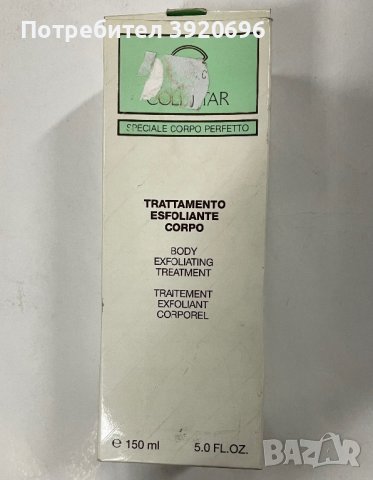 Потребител 3920696
SPECIALE CORPO PERFETTO
TRATTAMENTO
ESFOLIANTE
CORPO
BODY
EXFOLIATING
TREATMENT
TRAITEMENT
EXFOLIANT
CORPOREL
℮ 150 ml 5.0 FL.OZ.
BAZAR